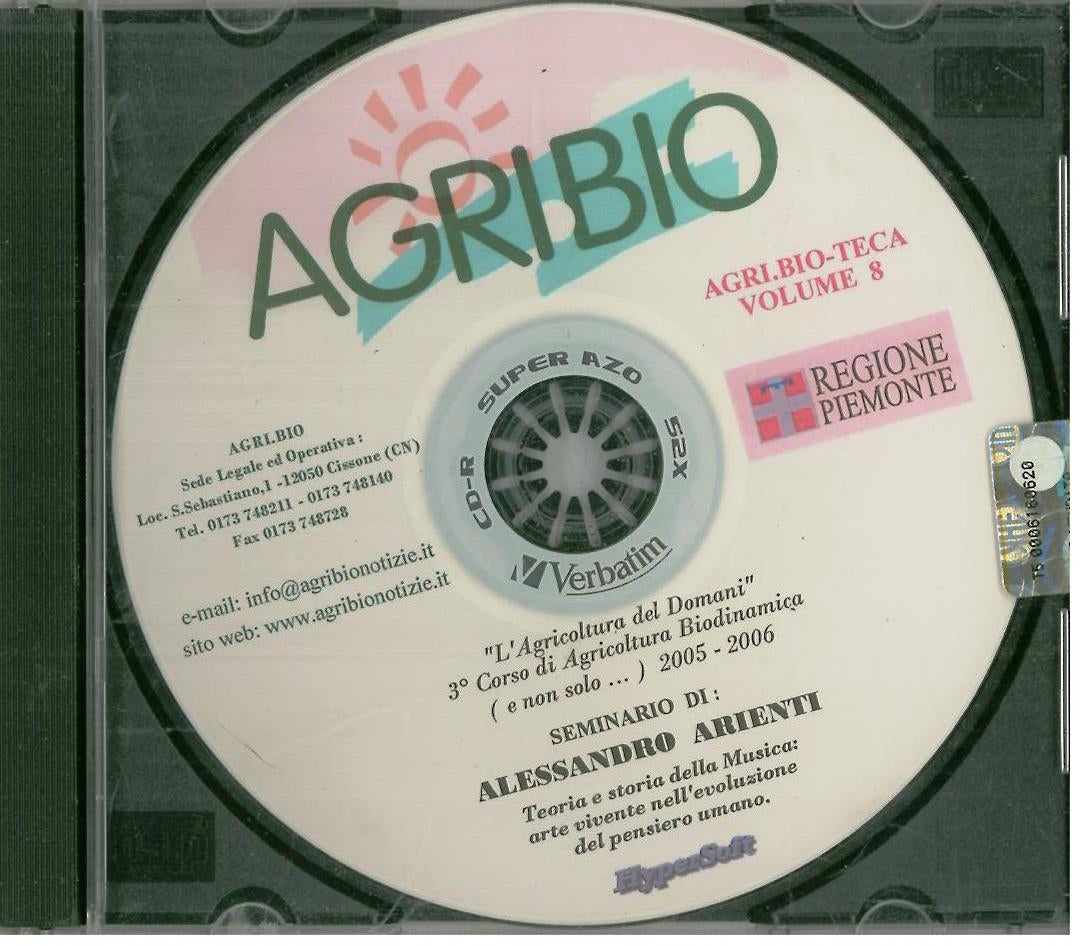 AGRI.BIO
AGRI.BIO-TECA
VOLUME 8
REGIONE
PIEMONTE
SUPER AZO
52X
CD-R
Verbatim
AGRI.BIO
Sede Legale ed Operativa :
Loc. S.Sebastiano,1 -12050 Cissone (CN)
Tel. 0173 748211 - 0173 748140
Fax 0173 748728
e-mail: info@agribionotizie.it
sito web: www.agribionotizie.it
"L'Agricoltura del Domani"
3° Corso di Agricoltura Biodinamica
( e non solo ... ) 2005 - 2006
SEMINARIO DI :
ALESSANDRO ARIENTI
Teoria e storia della Musica:
arte vivente nell'evoluzione
del pensiero umano.
HyperSoft